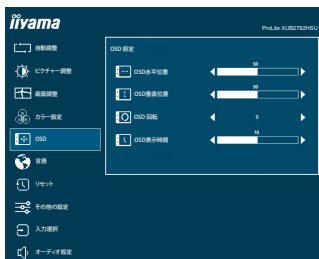 iiyama
ProLite XUB2792HSU
自動調整
ピクチャー調整
画面調整
カラー設定
OSD
言語
リセット
その他の設定
入力選択
オーディオ設定
OSD 設定
OSD水平位置
50
OSD垂直位置
50
OSD 回転
0
OSD表示時間
10